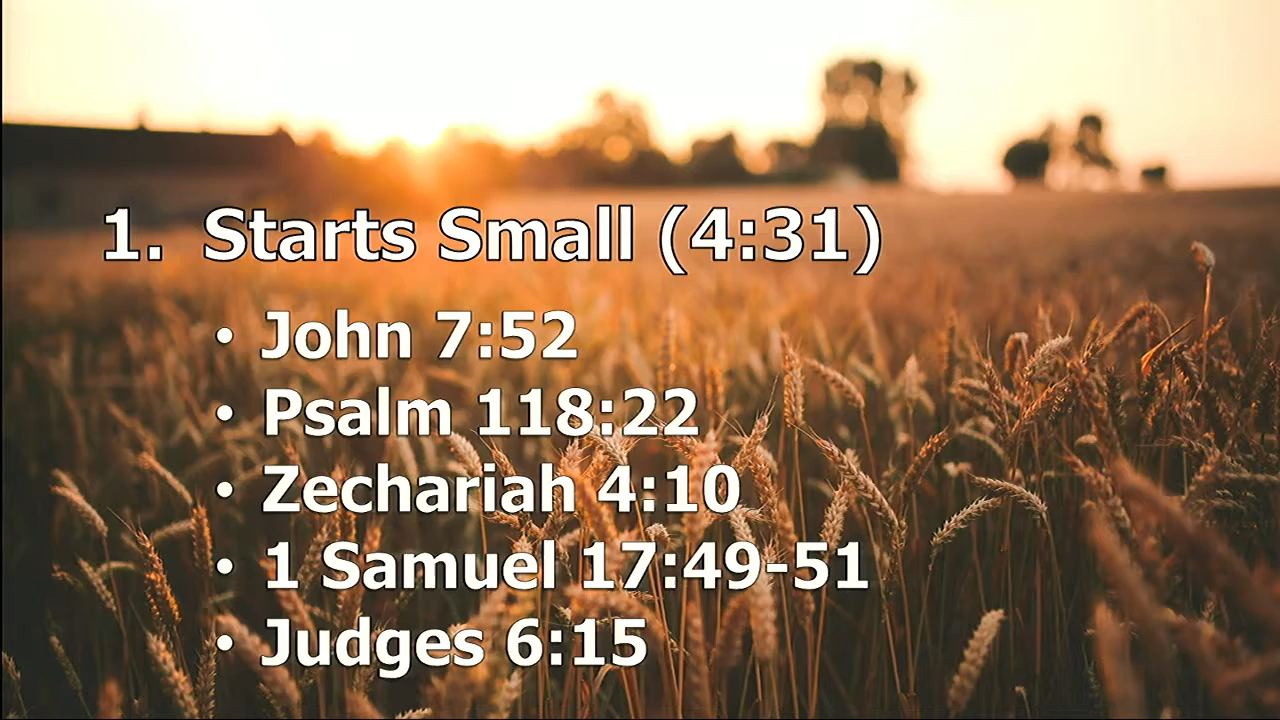 1. Starts Small (4:31)
• John 7:52
• Psalm 118:22
• Zechariah 4:10
• 1 Samuel 17:49-51
• Judges 6:15